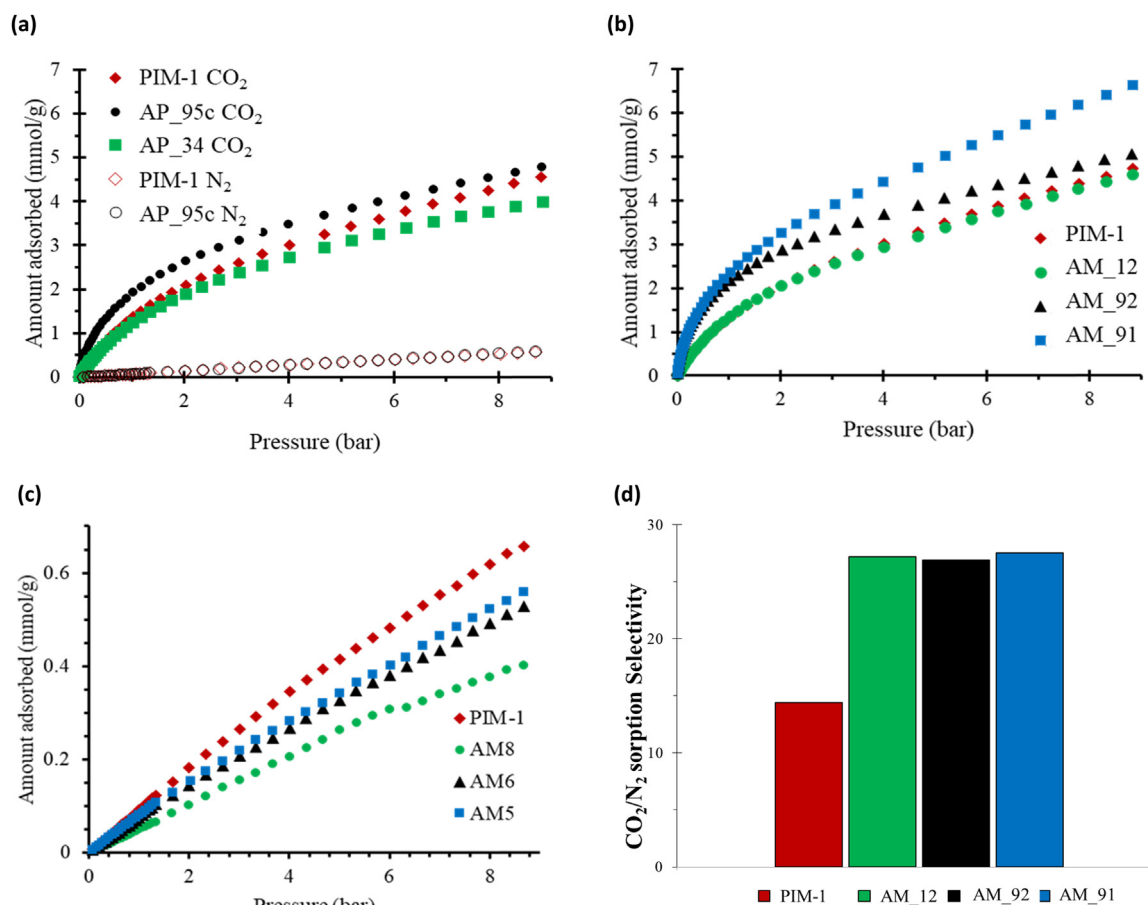 (a)
Amount adsorbed (mmol/g)
7
6
5
4
3
2
1
0
PIM-1 CO₂
AP_95c CO₂
AP_34 CO₂
PIM-1 N₂
AP_95c N₂
0 2 4 6 8
Pressure (bar)
(b)
Amount adsorbed (mmol/g)
7
6
5
4
3
2
1
0
PIM-1
AM_12
AM_92
AM_91
0 2 4 6 8
Pressure (bar)
(c)
Amount adsorbed (mmol/g)
0.6
0.4
0.2
0
PIM-1
AM8
AM6
AM5
0 2 4 6 8
Pressure (bar)
(d)
CO₂/N₂ sorption Selectivity
30
20
10
0
PIM-1 AM_12 AM_92 AM_91